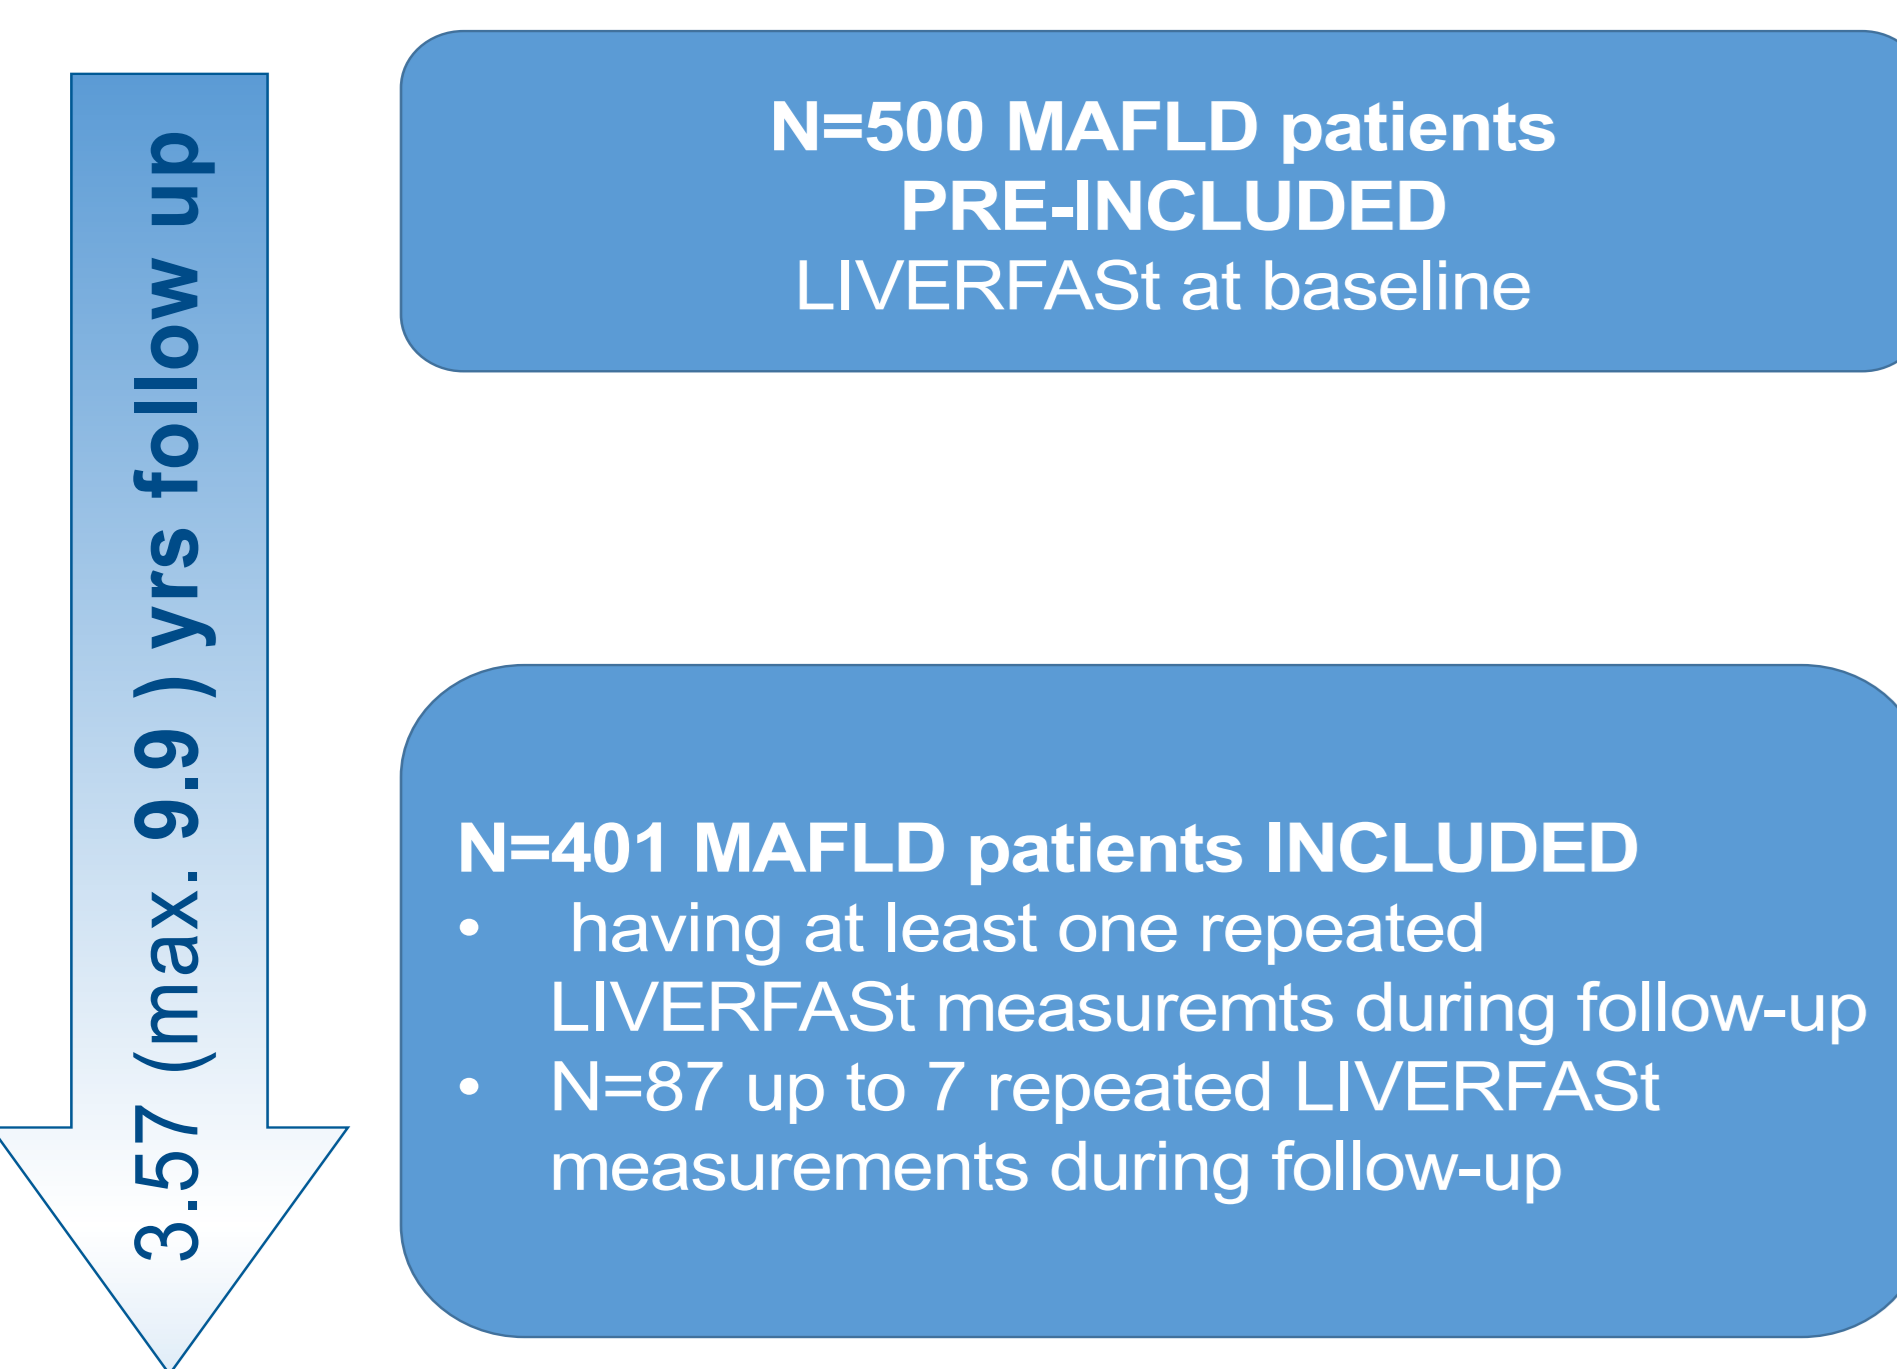 3.57 (max. 9.9 ) yrs follow up
N=500 MAFLD patients
PRE-INCLUDED
LIVERFASt at baseline
N=401 MAFLD patients INCLUDED
• having at least one repeated
LIVERFASt measuremts during follow-up
• N=87 up to 7 repeated LIVERFASt
measurements during follow-up